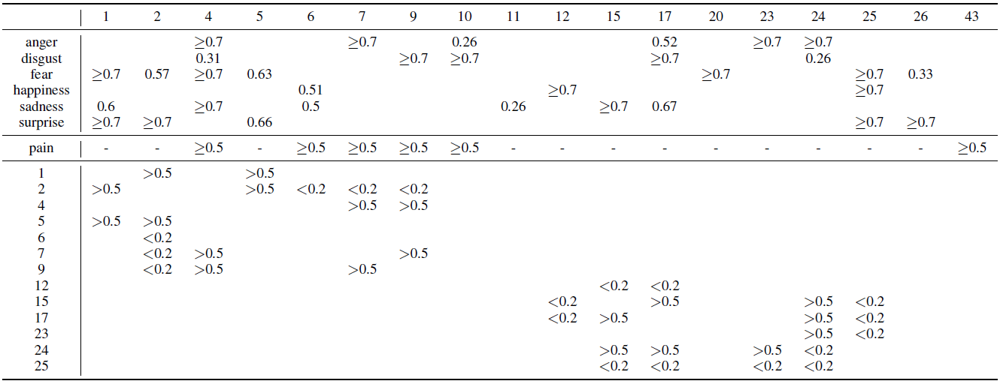 1 2 4 5 6 7 9 10 11 12 15 17 20 23 24 25 26 43
anger ≥0.7 ≥0.7 0.26 0.52 ≥0.7 ≥0.7
disgust 0.31 ≥0.7 ≥0.7 ≥0.7 0.26
fear ≥0.7 0.57 ≥0.7 0.63 ≥0.7 ≥0.7 0.33
happiness 0.51 ≥0.7 ≥0.7
sadness 0.6 ≥0.7 0.5 0.26 ≥0.7 0.67
surprise ≥0.7 ≥0.7 0.66 ≥0.7 ≥0.7
pain - - ≥0.5 - ≥0.5 ≥0.5 ≥0.5 ≥0.5 - - - - - - - - - ≥0.5
1 >0.5 >0.5
2 >0.5 >0.5 <0.2 <0.2 <0.2
4 >0.5 >0.5
5 >0.5 >0.5
6 <0.2
7 <0.2 >0.5 >0.5
9 <0.2 >0.5 >0.5
12 <0.2 <0.2
15 <0.2 >0.5 >0.5 <0.2
17 <0.2 >0.5 >0.5 <0.2
23 >0.5 <0.2
24 >0.5 >0.5 >0.5 <0.2
25 <0.2 <0.2 <0.2 <0.2